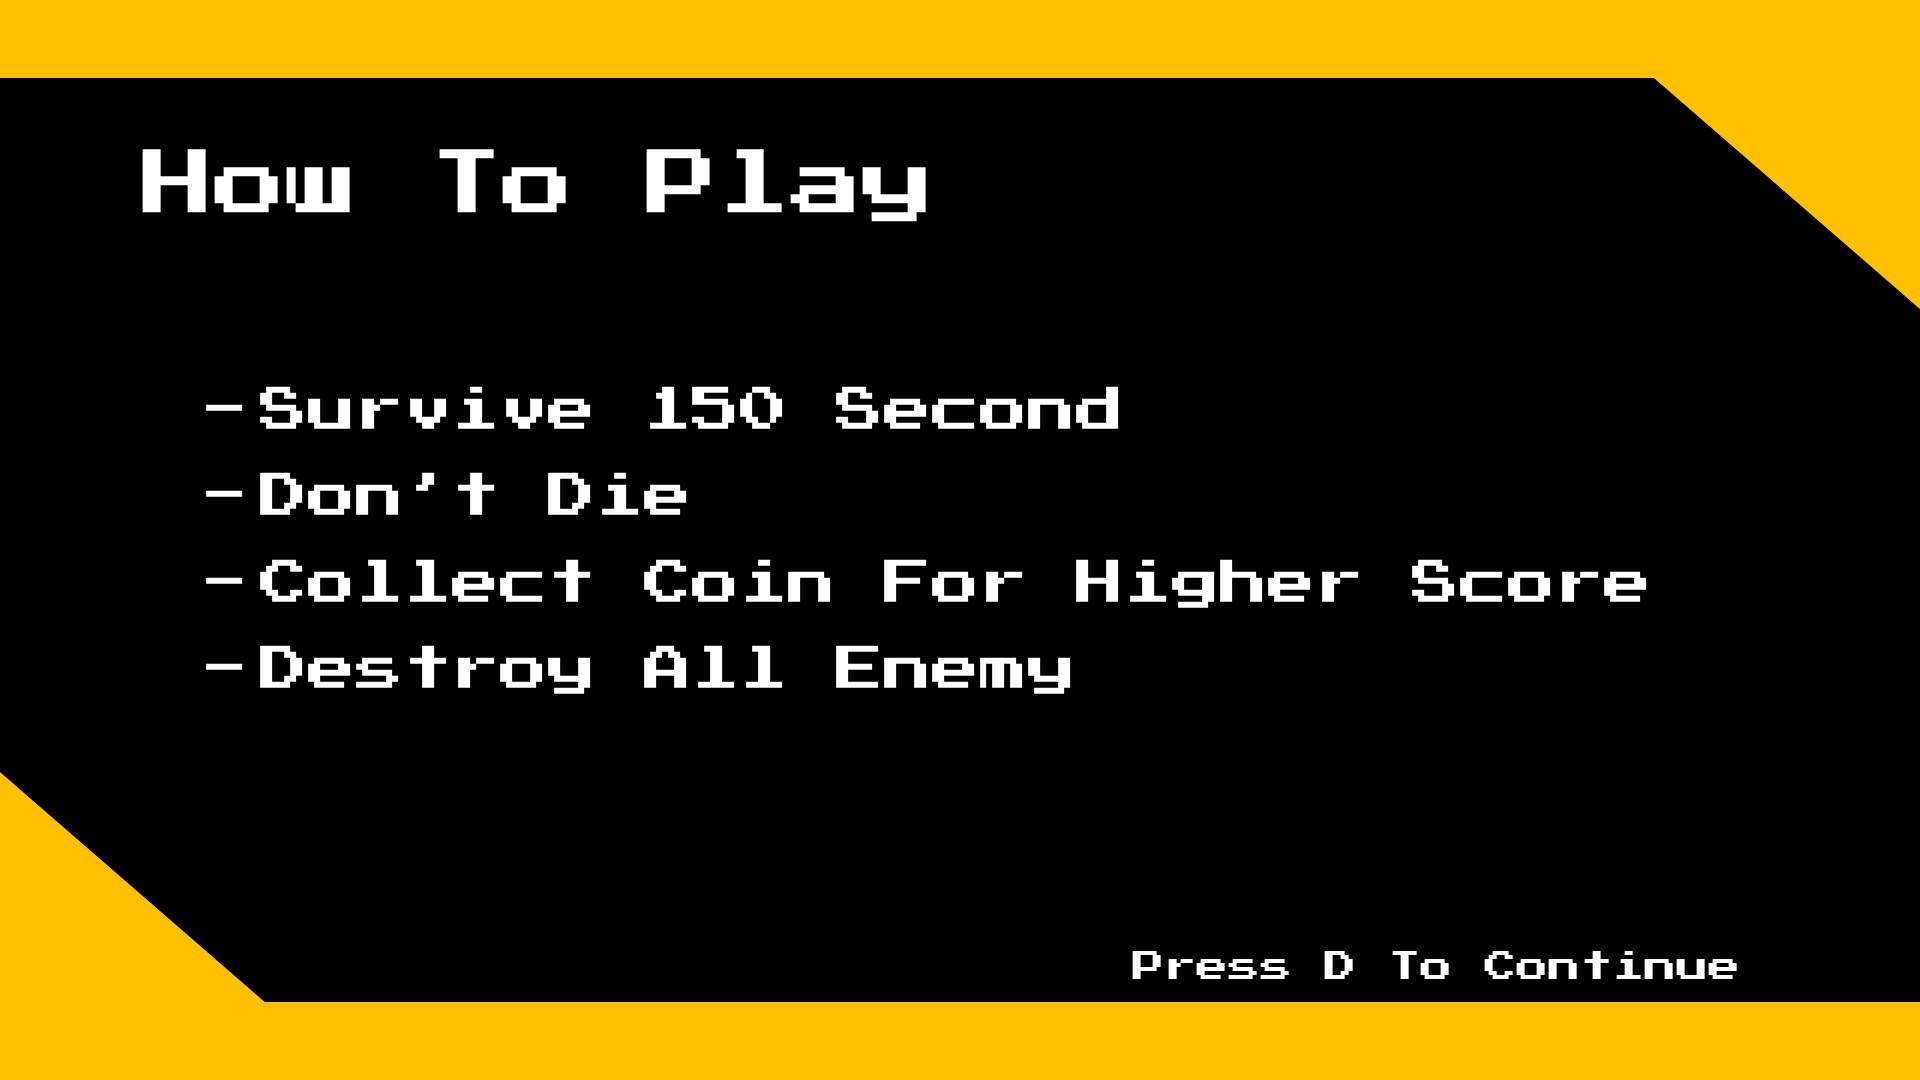 How To Play
-Survive 150 Second
-Don't Die
-Collect Coin For Higher Score
-Destroy All Enemy
Press D To Continue